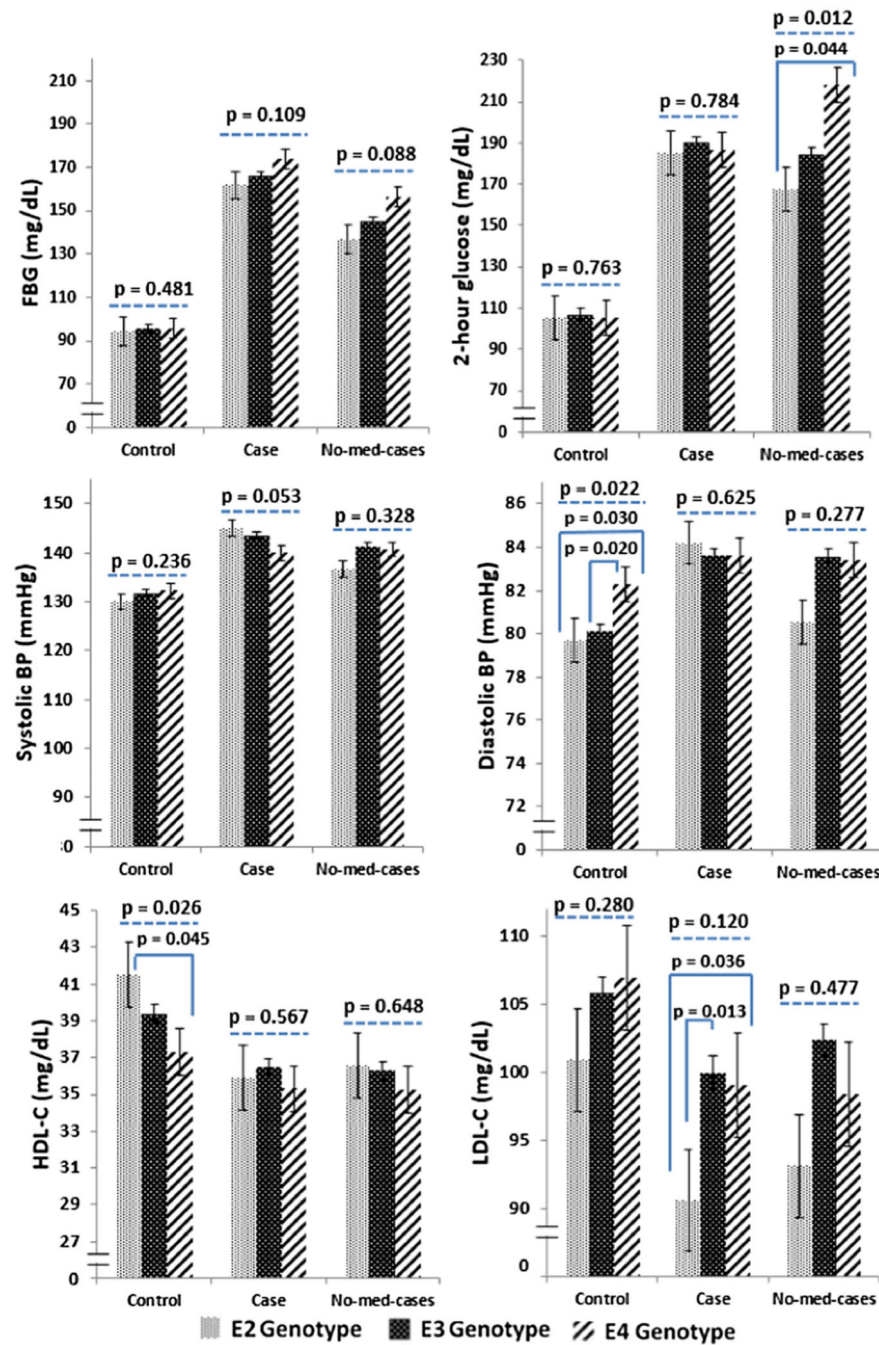 FBG (mg/dL)
210
190
170
150
130
110
90
70
0
p = 0.481
p = 0.109
p = 0.088
Control Case No-med-cases
2-hour glucose (mg/dL)
230
210
190
170
150
130
110
90
70
0
p = 0.763
p = 0.784
p = 0.012
p = 0.044
Control Case No-med-cases
Systolic BP (mmHg)
150
140
130
120
110
100
90
p = 0.236
p = 0.053
p = 0.328
Control Case No-med-cases
Diastolic BP (mmHg)
86
84
82
80
78
76
74
72
0
p = 0.022
p = 0.030
p = 0.020
p = 0.625
p = 0.277
Control Case No-med-cases
HDL-C (mg/dL)
45
43
41
39
37
35
33
31
29
27
0
p = 0.026
p = 0.045
p = 0.567
p = 0.648
Control Case No-med-cases
LDL-C (mg/dL)
110
105
100
95
90
0
p = 0.280
p = 0.120
p = 0.036
p = 0.013
p = 0.477
Control Case No-med-cases
E2 Genotype E3 Genotype E4 Genotype